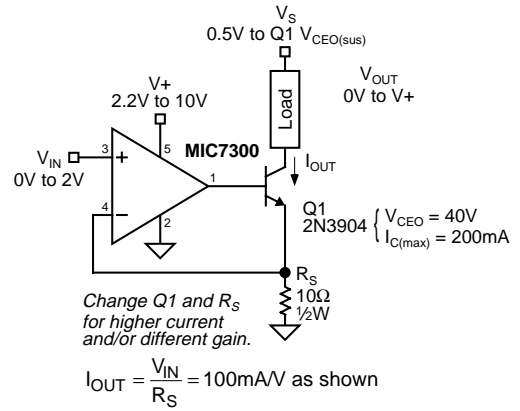 V_S
0.5V to Q1 V_CEO(sus)
V_OUT
0V to V+
V+
2.2V to 10V
Load
MIC7300
I_OUT
V_IN
0V to 2V
3
+
5
1
4
−
2
Q1
2N3904
V_CEO = 40V
I_C(max) = 200mA
R_S
10Ω
½W
Change Q1 and R_S
for higher current
and/or different gain.
I_OUT = V_IN / R_S = 100mA/V as shown